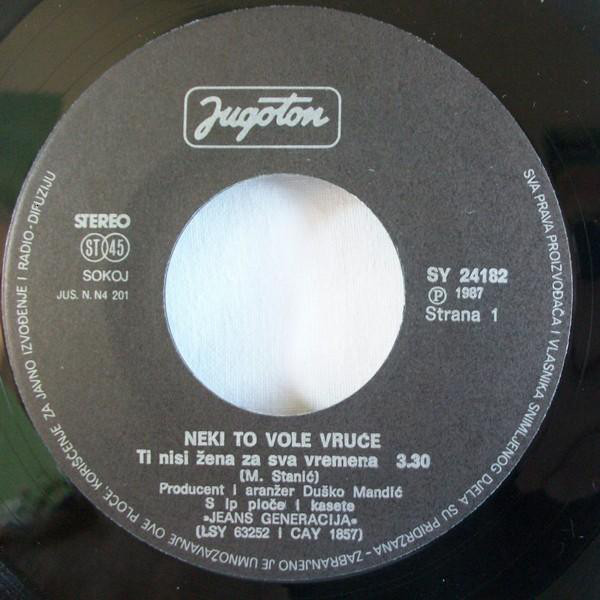 Jugoton
STEREO
ST 45
SOKOJ
JUS. N. N4 201
SY 24182
Ⓟ 1987
Strana 1
NEKI TO VOLE VRUĆE
Ti nisi žena za sva vremena 3.30
(M. Stanić)
Producent i aranžer Duško Mandić
S lp ploče i kasete
»JEANS GENERACIJA«
(LSY 63252 i CAY 1857)
SVA PRAVA PROIZVOĐAČA I VLASNIKA SNIMLJENOG DJELA SU PRIDRŽANA - ZABRANJENO JE UMNOŽAVANJE OVE PLOČE KORIŠĆENJE ZA JAVNO IZVOĐENJE I RADIO - DIFUZIJU